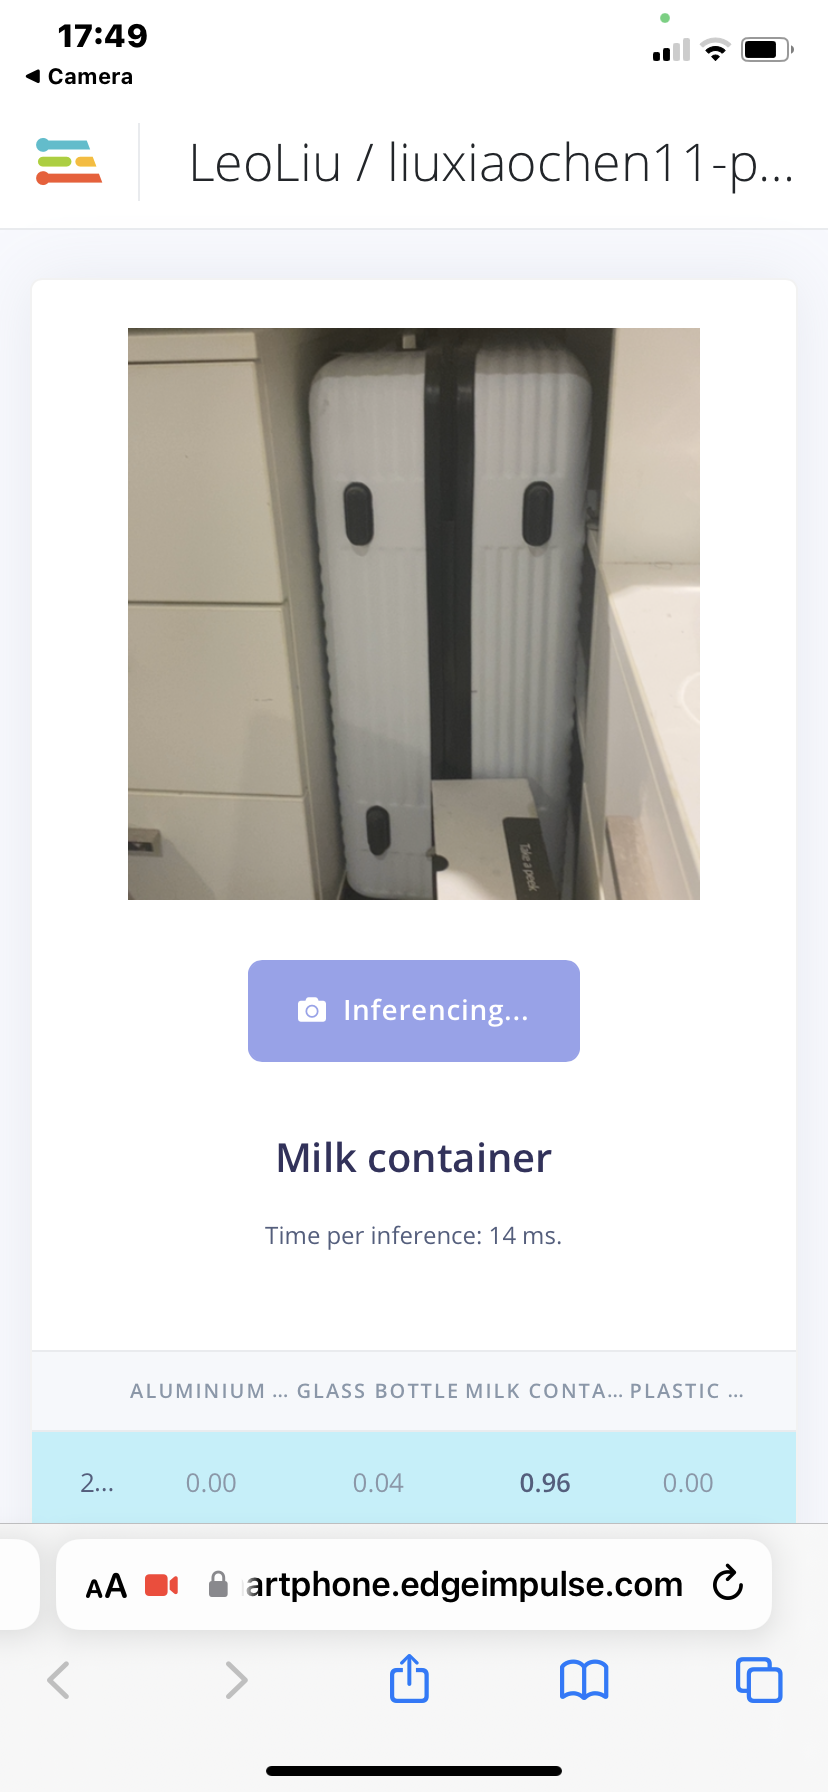 17:49
Camera
LeoLiu / liuxiaochen11-p...
Take a peek
Inferencing...
Milk container
Time per inference: 14 ms.
ALUMINIUM ... GLASS BOTTLE MILK CONTA... PLASTIC ...
2... 0.00 0.04 0.96 0.00
AA artphone.edgeimpulse.com